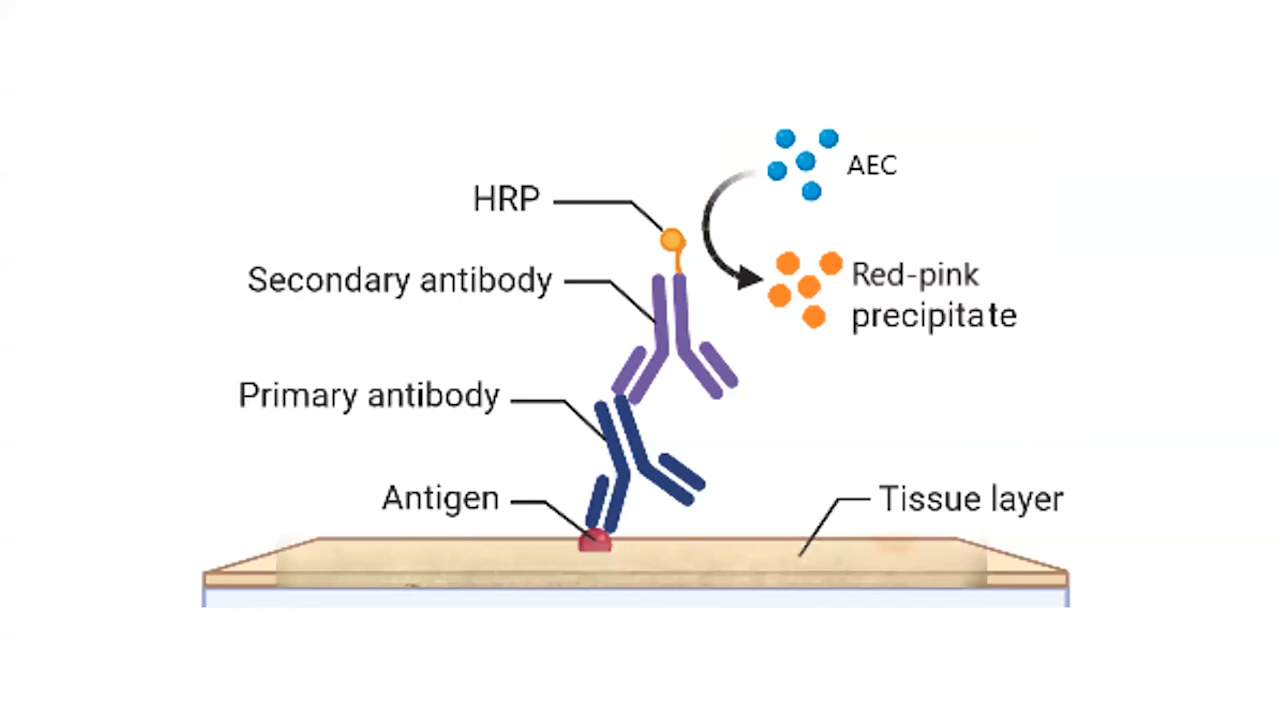 AEC
HRP
Secondary antibody
Red-pink
precipitate
Primary antibody
Antigen
Tissue layer